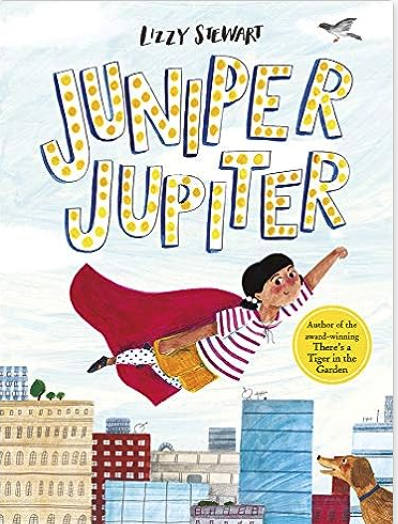 LIZZY STEWART
JUNIPER
JUPITER
Author of the
award-winning
There's a
Tiger in the
Garden